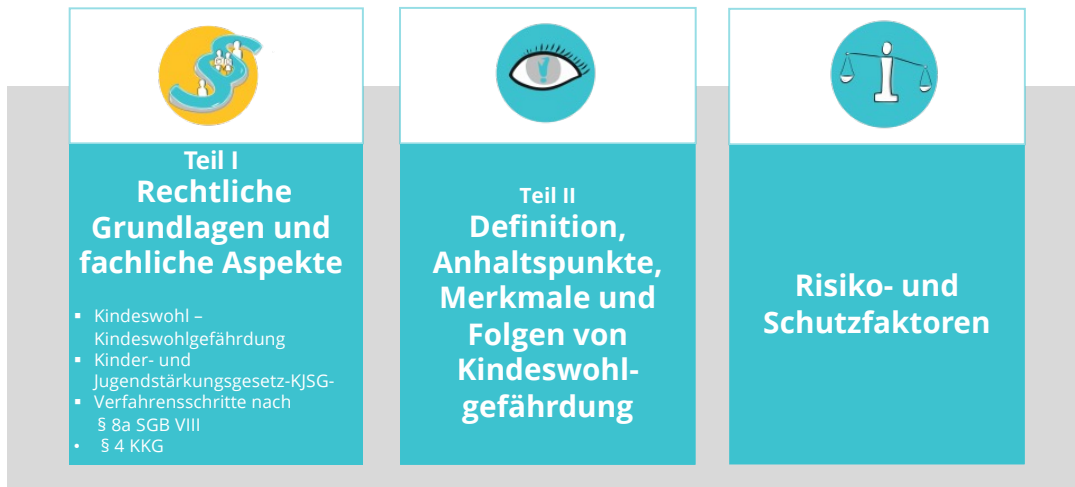 Teil I
Rechtliche
Grundlagen und
fachliche Aspekte
▪ Kindeswohl –
Kindeswohlgefährdung
▪ Kinder- und
Jugendstärkungsgesetz-KJSG-
▪ Verfahrensschritte nach
§ 8a SGB VIII
• § 4 KKG
Teil II
Definition,
Anhaltspunkte,
Merkmale und
Folgen von
Kindeswohl-
gefährdung
Risiko- und
Schutzfaktoren